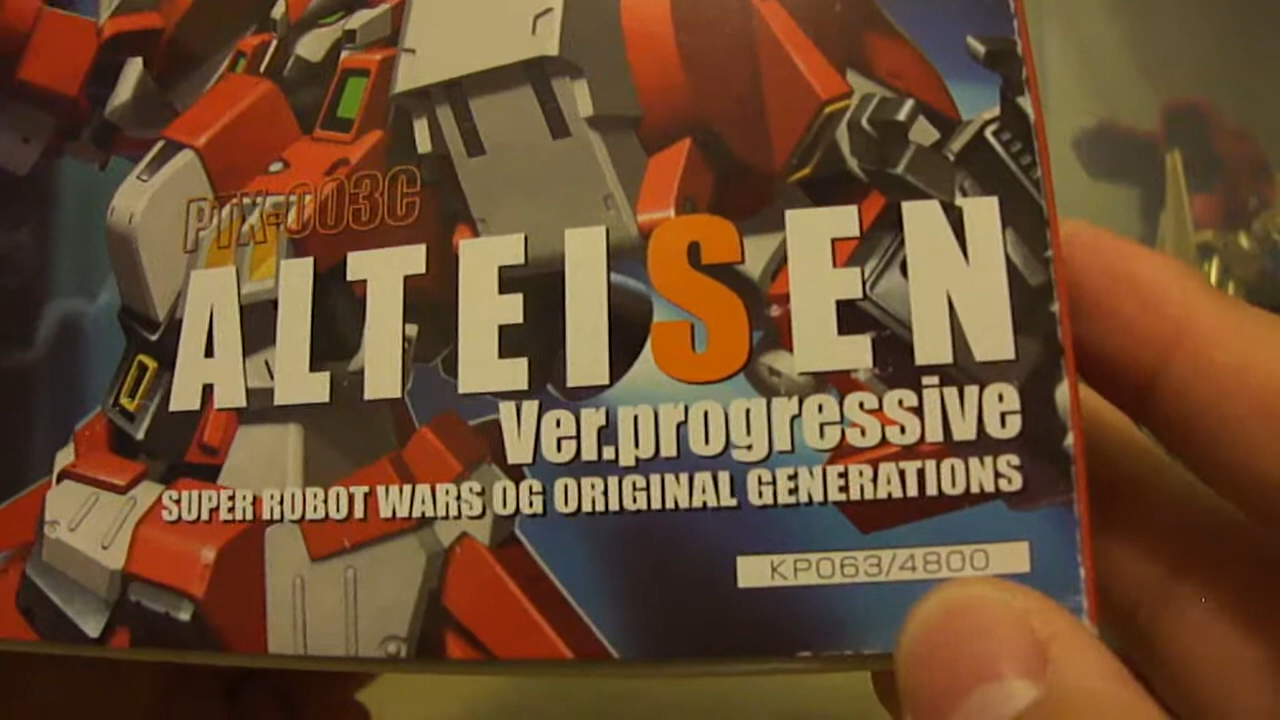 PTX-003C
ALTEISEN
Ver.progressive
SUPER ROBOT WARS OG ORIGINAL GENERATIONS
KP063/4800